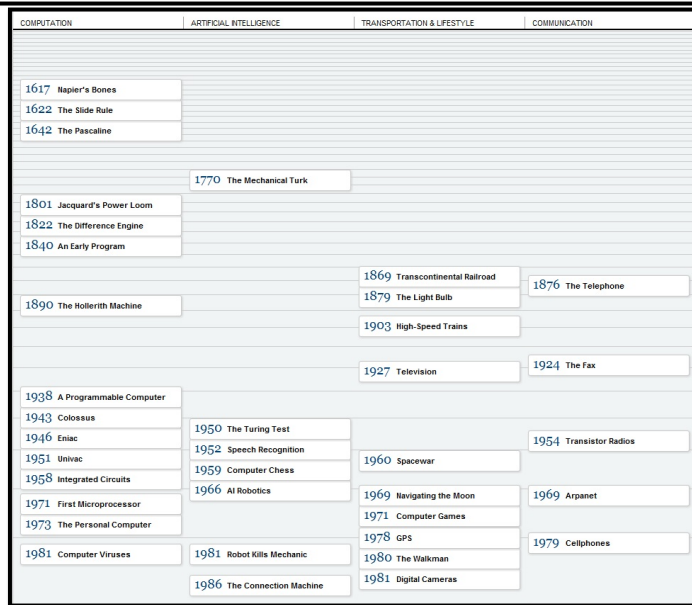 COMPUTATION
ARTIFICIAL INTELLIGENCE
TRANSPORTATION & LIFESTYLE
COMMUNICATION
1617 Napier's Bones
1622 The Slide Rule
1642 The Pascaline
1801 Jacquard's Power Loom
1822 The Difference Engine
1840 An Early Program
1890 The Hollerith Machine
1938 A Programmable Computer
1943 Colossus
1946 Eniac
1951 Univac
1958 Integrated Circuits
1971 First Microprocessor
1973 The Personal Computer
1981 Computer Viruses
1770 The Mechanical Turk
1950 The Turing Test
1952 Speech Recognition
1959 Computer Chess
1966 AI Robotics
1981 Robot Kills Mechanic
1986 The Connection Machine
1869 Transcontinental Railroad
1879 The Light Bulb
1903 High-Speed Trains
1927 Television
1960 Spacewar
1969 Navigating the Moon
1971 Computer Games
1978 GPS
1980 The Walkman
1981 Digital Cameras
1876 The Telephone
1924 The Fax
1954 Transistor Radios
1969 Arpanet
1979 Cellphones